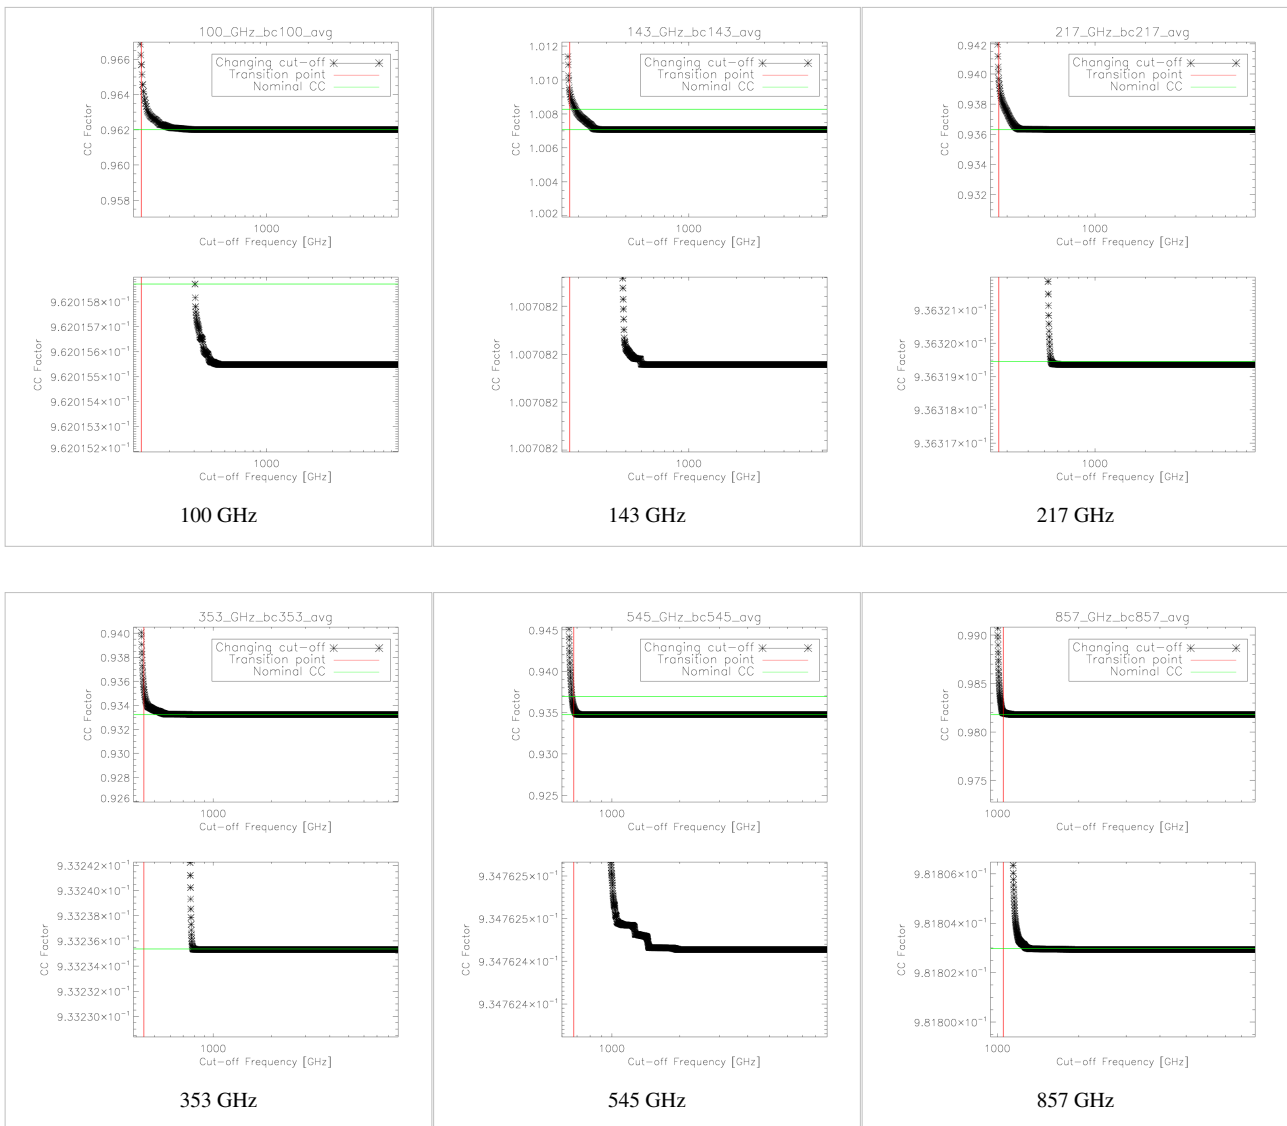 100_GHz_bc100_avg
Changing cut-off
Transition point
Nominal CC
0.966
0.964
0.962
0.960
0.958
CC Factor
1000
Cut-off Frequency [GHz]
9.620158×10⁻¹
9.620157×10⁻¹
9.620156×10⁻¹
9.620155×10⁻¹
9.620154×10⁻¹
9.620153×10⁻¹
9.620152×10⁻¹
CC Factor
1000
Cut-off Frequency [GHz]
100 GHz
143_GHz_bc143_avg
Changing cut-off
Transition point
Nominal CC
1.012
1.010
1.008
1.006
1.004
1.002
CC Factor
1000
Cut-off Frequency [GHz]
1.007082
1.007082
1.007082
1.007082
CC Factor
1000
Cut-off Frequency [GHz]
143 GHz
217_GHz_bc217_avg
Changing cut-off
Transition point
Nominal CC
0.942
0.940
0.938
0.936
0.934
0.932
CC Factor
1000
Cut-off Frequency [GHz]
9.36321×10⁻¹
9.36320×10⁻¹
9.36319×10⁻¹
9.36318×10⁻¹
9.36317×10⁻¹
CC Factor
1000
Cut-off Frequency [GHz]
217 GHz
353_GHz_bc353_avg
Changing cut-off
Transition point
Nominal CC
0.940
0.938
0.936
0.934
0.932
0.930
0.928
0.926
CC Factor
1000
Cut-off Frequency [GHz]
9.33242×10⁻¹
9.33240×10⁻¹
9.33238×10⁻¹
9.33236×10⁻¹
9.33234×10⁻¹
9.33232×10⁻¹
9.33230×10⁻¹
CC Factor
1000
Cut-off Frequency [GHz]
353 GHz
545_GHz_bc545_avg
Changing cut-off
Transition point
Nominal CC
0.945
0.940
0.935
0.930
0.925
CC Factor
1000
Cut-off Frequency [GHz]
9.347625×10⁻¹
9.347625×10⁻¹
9.347624×10⁻¹
9.347624×10⁻¹
CC Factor
1000
Cut-off Frequency [GHz]
545 GHz
857_GHz_bc857_avg
Changing cut-off
Transition point
Nominal CC
0.990
0.985
0.980
0.975
CC Factor
1000
Cut-off Frequency [GHz]
9.81806×10⁻¹
9.81804×10⁻¹
9.81802×10⁻¹
9.81800×10⁻¹
CC Factor
1000
Cut-off Frequency [GHz]
857 GHz